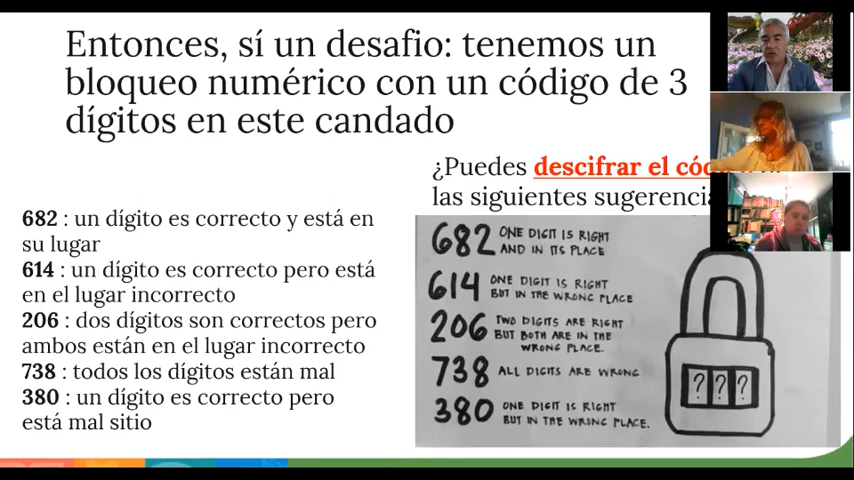 Entonces, sí un desafio: tenemos un
bloqueo numérico con un código de 3
dígitos en este candado
¿Puedes descifrar el
las siguientes
682 : un dígito es correcto y está en
su lugar
614 : un dígito es correcto pero está
en el lugar incorrecto
206 : dos dígitos son correctos pero
ambos están en el lugar incorrecto
738 : todos los dígitos están mal
380 : un dígito es correcto pero
está mal sitio
682 ONE DIGIT IS RIGHT
AND IN ITS PLACE
614 ONE DIGIT IS RIGHT
BUT IN THE WRONG PLACE
206 TWO DIGITS ARE RIGHT
BUT BOTH ARE IN THE
WRONG PLACE.
738 ALL DIGITS ARE WRONG
380 ONE DIGIT IS RIGHT
BUT IN THE WRONG PLACE.
? ? ?